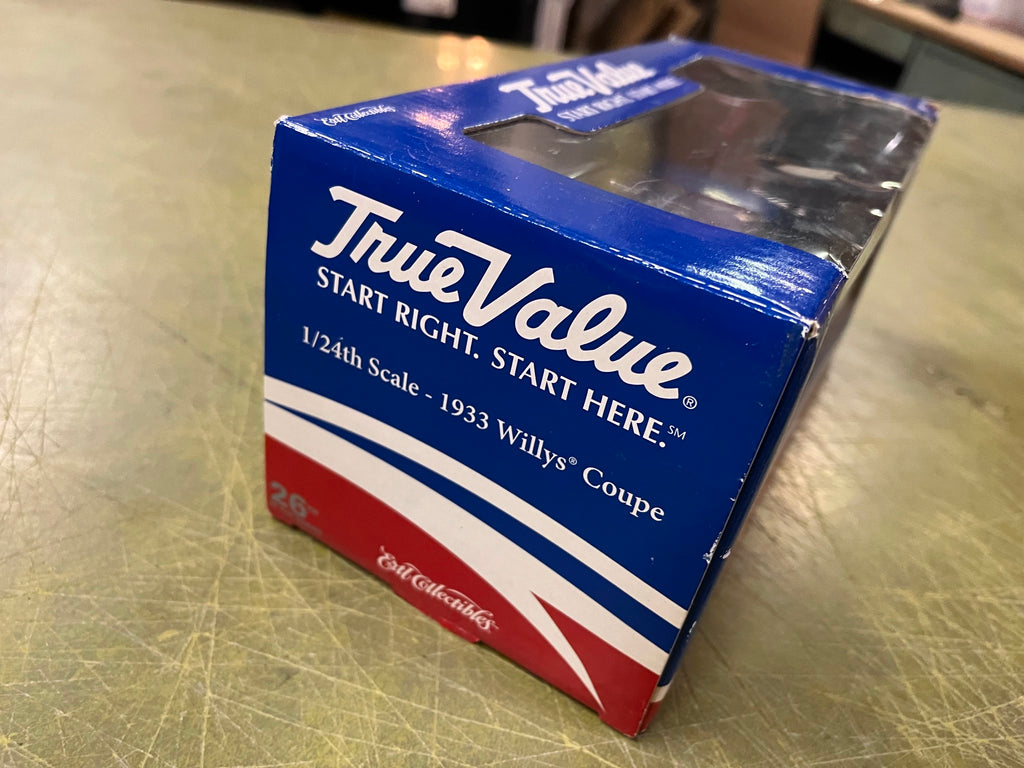 Ertl Collectibles
True Value
START RIGHT. START HERE.
True Value®
START RIGHT. START HERE.℠
1/24th Scale - 1933 Willys® Coupe
26
Ertl Collectibles